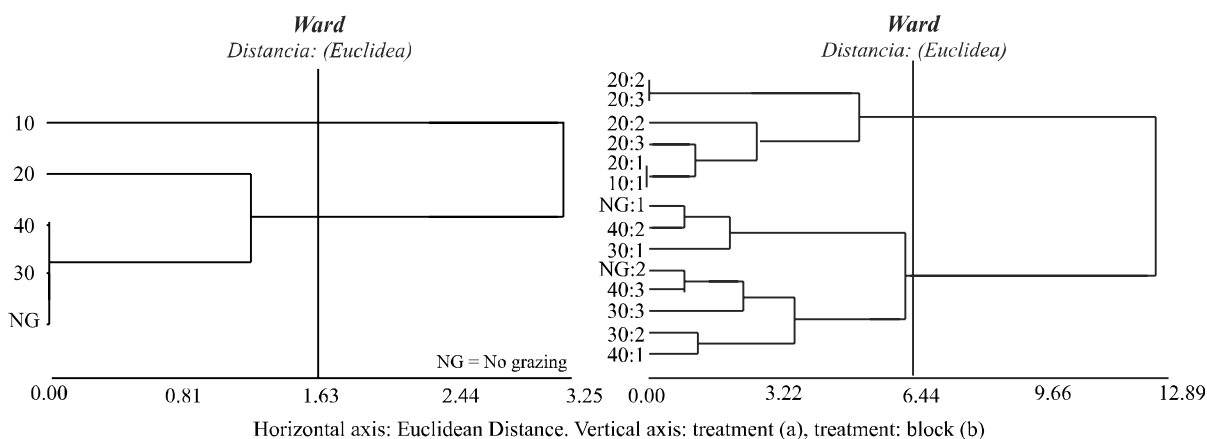 Ward
Distancia: (Euclidea)
10
20
40
30
NG
NG = No grazing
0.00 0.81 1.63 2.44 3.25
Ward
Distancia: (Euclidea)
20:2
20:3
20:2
20:3
20:1
10:1
NG:1
40:2
30:1
NG:2
40:3
30:3
30:2
40:1
0.00 3.22 6.44 9.66 12.89
Horizontal axis: Euclidean Distance. Vertical axis: treatment (a), treatment: block (b)